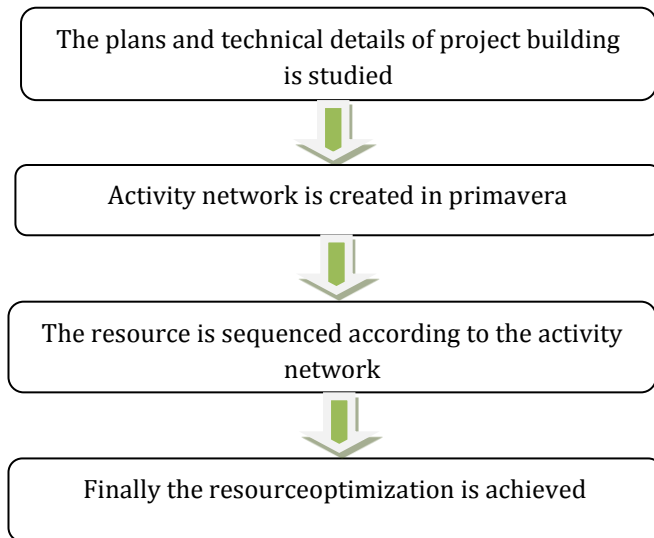 The plans and technical details of project building
is studied
Activity network is created in primavera
The resource is sequenced according to the activity
network
Finally the resourceoptimization is achieved